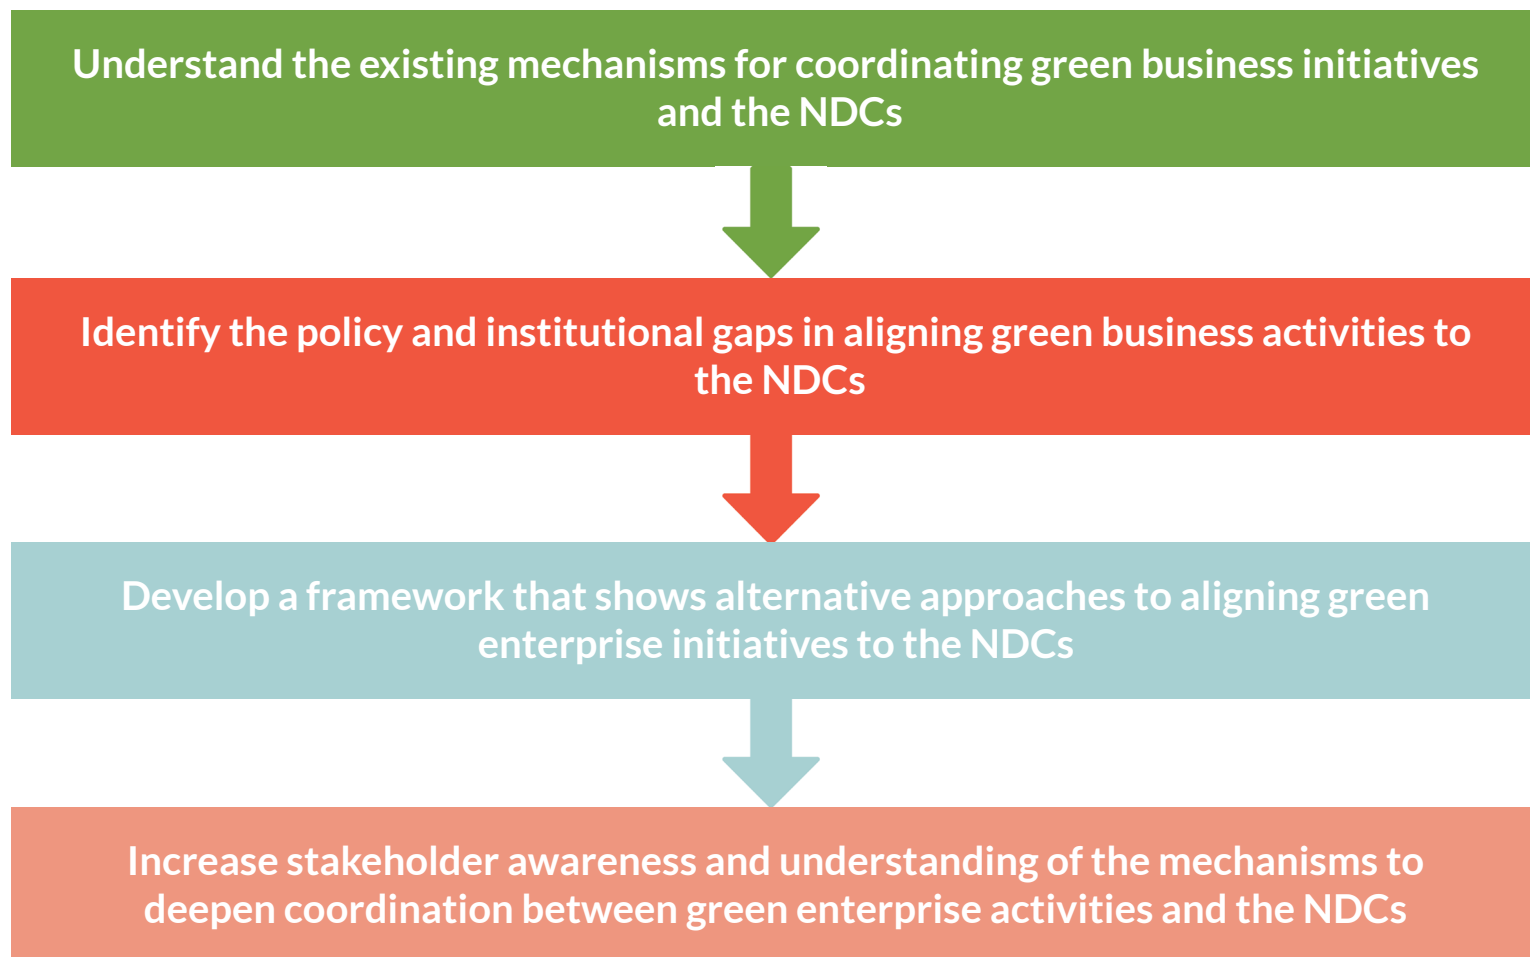 Understand the existing mechanisms for coordinating green business initiatives
and the NDCs
Identify the policy and institutional gaps in aligning green business activities to
the NDCs
Develop a framework that shows alternative approaches to aligning green
enterprise initiatives to the NDCs
Increase stakeholder awareness and understanding of the mechanisms to
deepen coordination between green enterprise activities and the NDCs